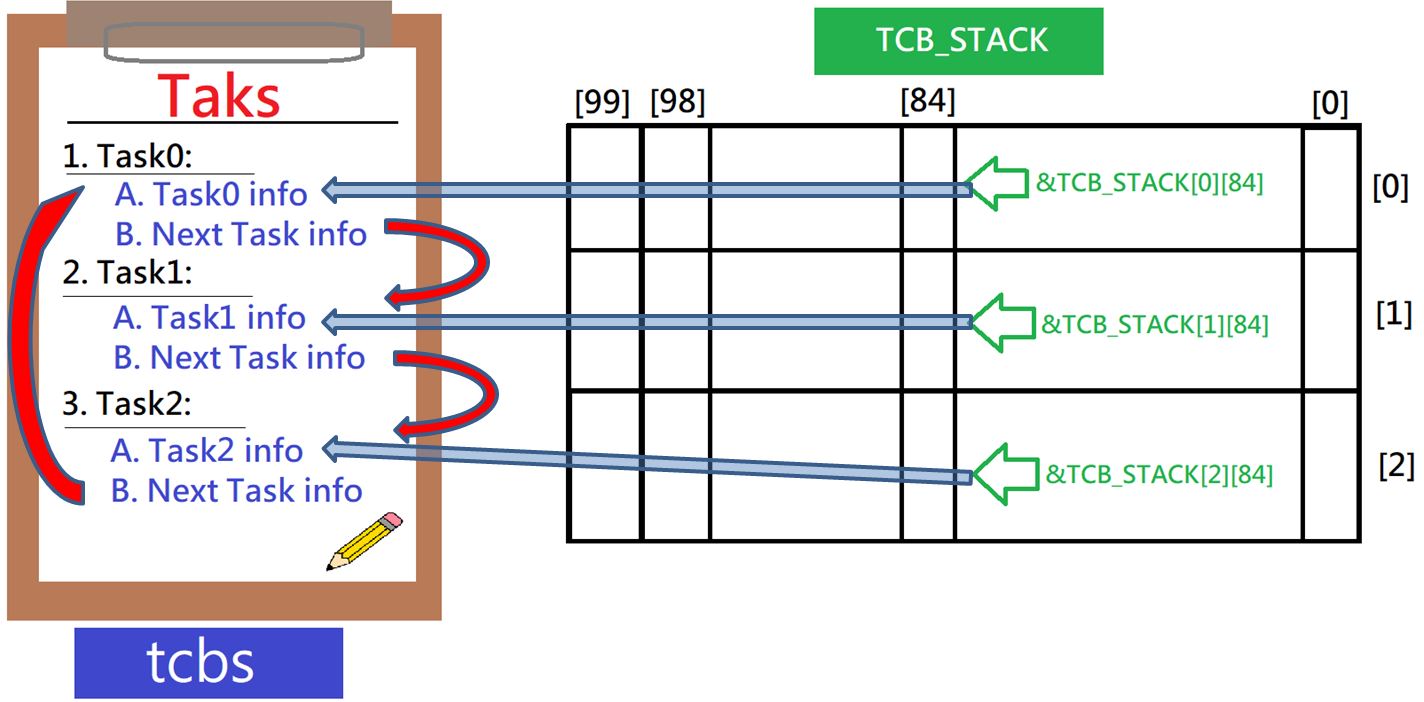 Taks
1. Task0:
A. Task0 info
B. Next Task info
2. Task1:
A. Task1 info
B. Next Task info
3. Task2:
A. Task2 info
B. Next Task info
tcbs
TCB_STACK
[99] [98] [84] [0]
&TCB_STACK[0][84] [0]
&TCB_STACK[1][84] [1]
&TCB_STACK[2][84] [2]